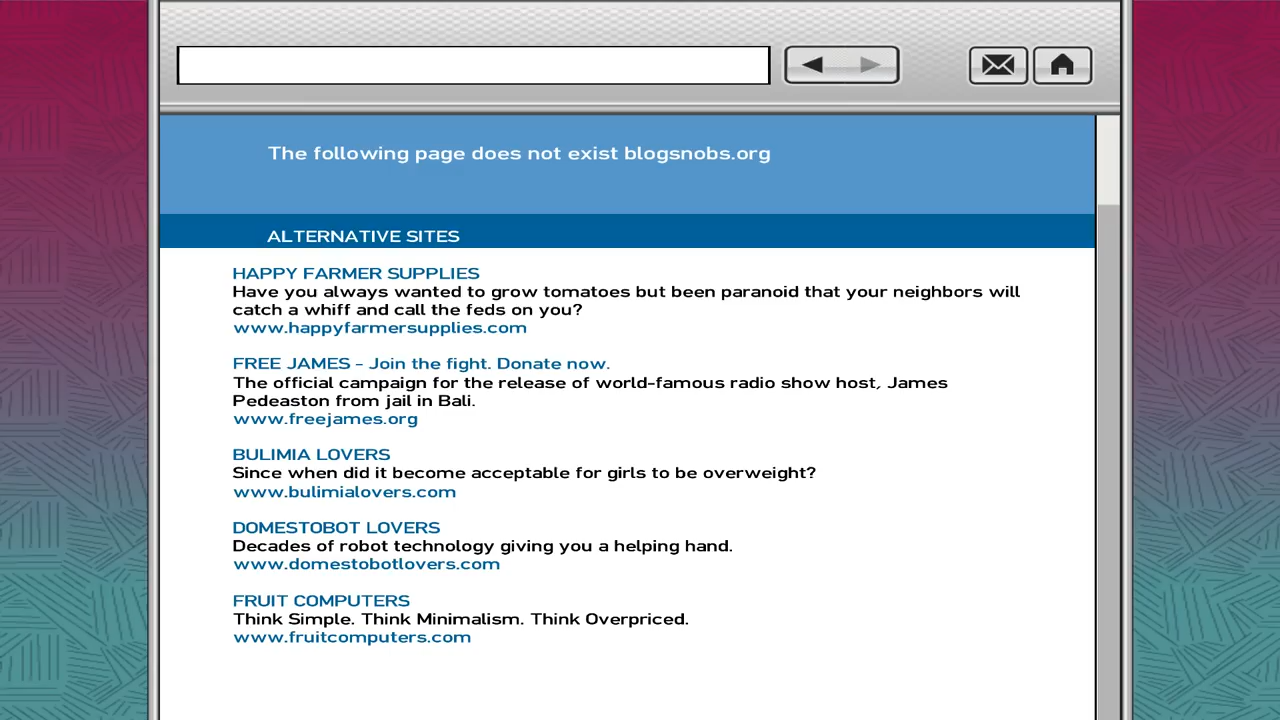 The following page does not exist blogsnobs.org
ALTERNATIVE SITES
HAPPY FARMER SUPPLIES
Have you always wanted to grow tomatoes but been paranoid that your neighbors will
catch a whiff and call the feds on you?
www.happyfarmersupplies.com
FREE JAMES - Join the fight. Donate now.
The official campaign for the release of world-famous radio show host, James
Pedeaston from jail in Bali.
www.freejames.org
BULIMIA LOVERS
Since when did it become acceptable for girls to be overweight?
www.bulimialovers.com
DOMESTOBOT LOVERS
Decades of robot technology giving you a helping hand.
www.domestobotlovers.com
FRUIT COMPUTERS
Think Simple. Think Minimalism. Think Overpriced.
www.fruitcomputers.com